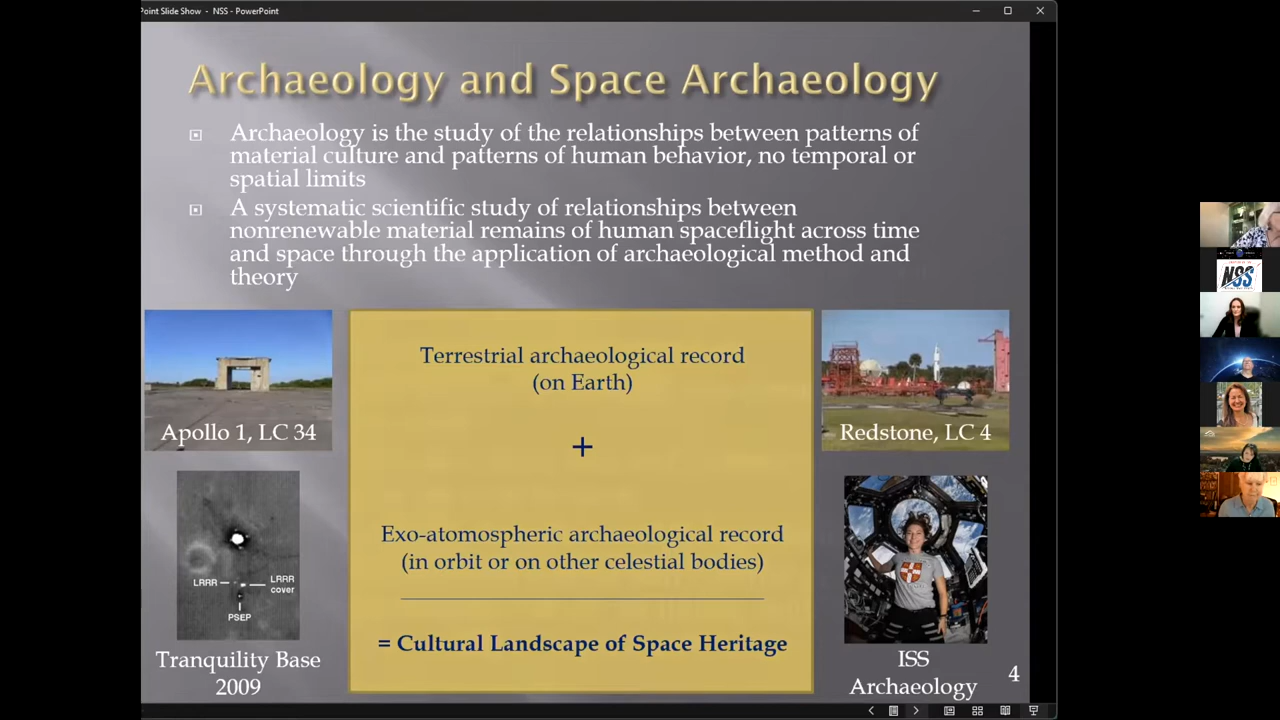 Point Slide Show - NSS - PowerPoint
Archaeology and Space Archaeology
Archaeology is the study of the relationships between patterns of
material culture and patterns of human behavior, no temporal or
spatial limits
A systematic scientific study of relationships between
nonrenewable material remains of human spaceflight across time
and space through the application of archaeological method and
theory
Apollo 1, LC 34
Terrestrial archaeological record
(on Earth)
+
Exo-atomospheric archaeological record
(in orbit or on other celestial bodies)
= Cultural Landscape of Space Heritage
Redstone, LC 4
LRRR
LRRR
cover
PSEP
Tranquility Base
2009
ISS
Archaeology
4
NSS